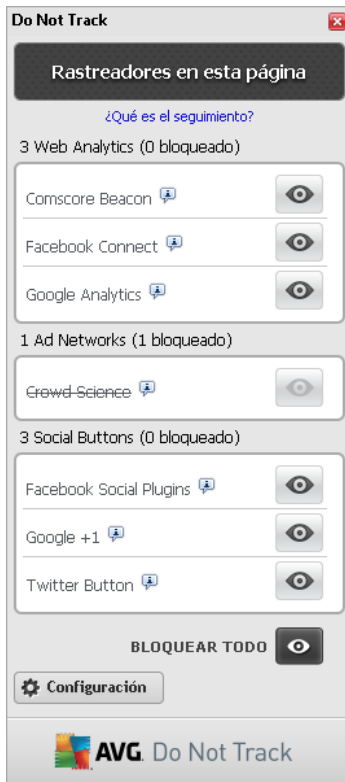 Do Not Track
Rastreadores en esta página
¿Qué es el seguimiento?
3 Web Analytics (0 bloqueado)
Comscore Beacon
Facebook Connect
Google Analytics
1 Ad Networks (1 bloqueado)
Crowd Science
3 Social Buttons (0 bloqueado)
Facebook Social Plugins
Google +1
Twitter Button
BLOQUEAR TODO
Configuración
AVG. Do Not Track